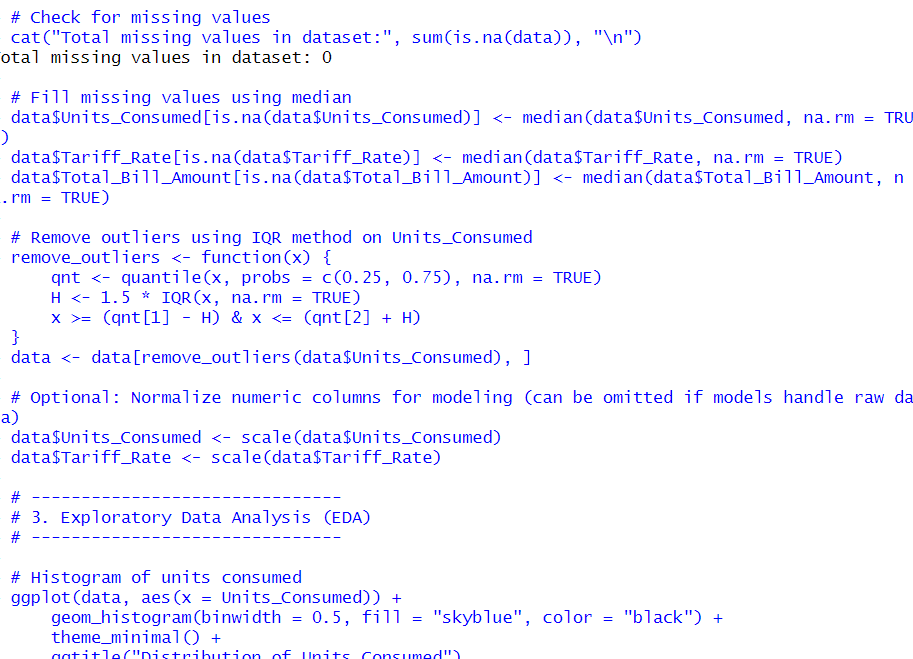 # Check for missing values
cat("Total missing values in dataset:", sum(is.na(data)), "\n")
otal missing values in dataset: 0
# Fill missing values using median
data$Units_Consumed[is.na(data$Units_Consumed)] <- median(data$Units_Consumed, na.rm = TRU
)
data$Tariff_Rate[is.na(data$Tariff_Rate)] <- median(data$Tariff_Rate, na.rm = TRUE)
data$Total_Bill_Amount[is.na(data$Total_Bill_Amount)] <- median(data$Total_Bill_Amount, n
.rm = TRUE)
# Remove outliers using IQR method on Units_Consumed
remove_outliers <- function(x) {
    qnt <- quantile(x, probs = c(0.25, 0.75), na.rm = TRUE)
    H <- 1.5 * IQR(x, na.rm = TRUE)
    x >= (qnt[1] - H) & x <= (qnt[2] + H)
}
data <- data[remove_outliers(data$Units_Consumed), ]
# Optional: Normalize numeric columns for modeling (can be omitted if models handle raw da
a)
data$Units_Consumed <- scale(data$Units_Consumed)
data$Tariff_Rate <- scale(data$Tariff_Rate)
# -------------------------------
# 3. Exploratory Data Analysis (EDA)
# -------------------------------
# Histogram of units consumed
ggplot(data, aes(x = Units_Consumed)) +
    geom_histogram(binwidth = 0.5, fill = "skyblue", color = "black") +
    theme_minimal() +
    ggtitle("Distribution of Units Consumed")